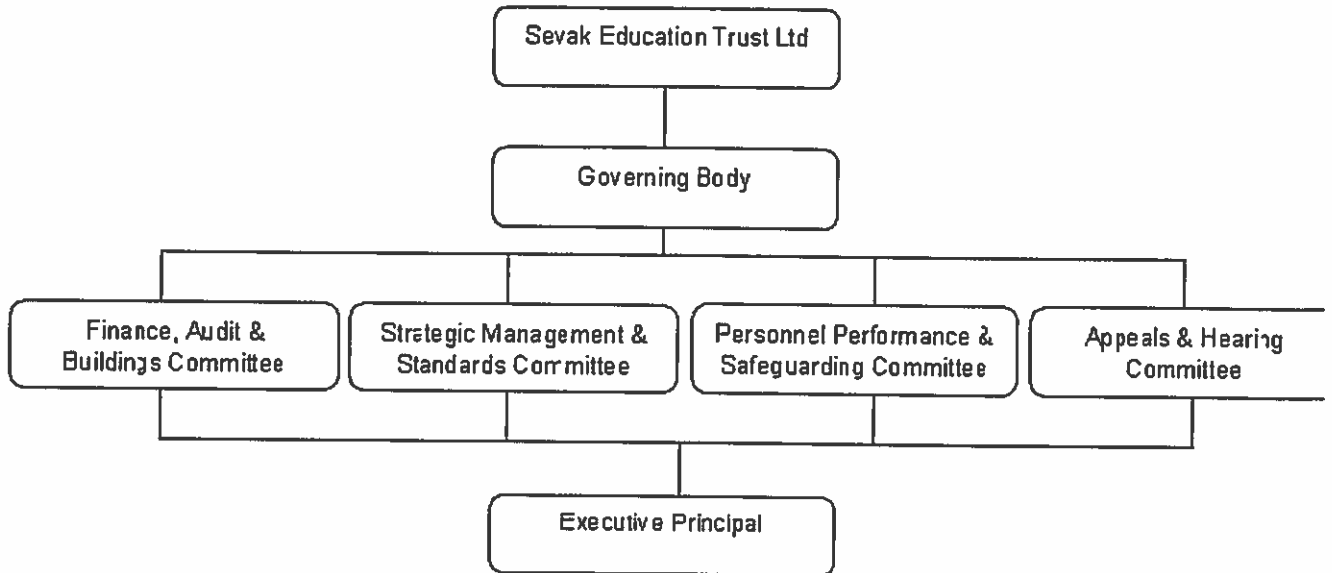 Sevak Education Trust Ltd
Governing Body
Finance, Audit &
Buildings Committee
Strategic Management &
Standards Committee
Personnel Performance &
Safeguarding Committee
Appeals & Hearing
Committee
Executive Principal